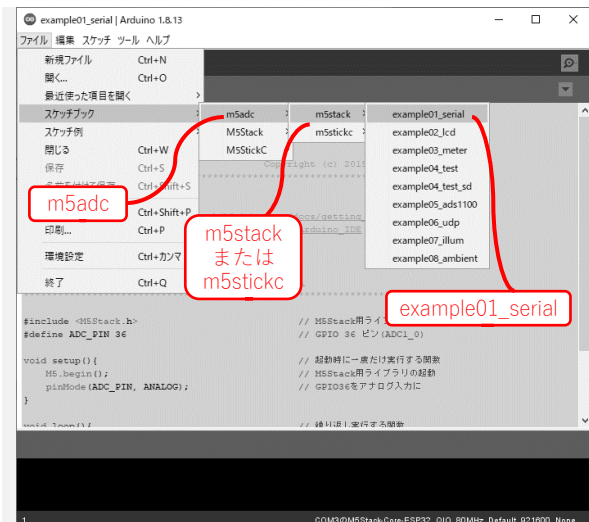 example01_serial | Arduino 1.8.13
ファイル 編集 スケッチ ツール ヘルプ
新規ファイル Ctrl+N
開く... Ctrl+O
最近使った項目を開く >
スケッチブック
スケッチ例
閉じる Ctrl+W
保存 Ctrl+S
Ctrl+Shift+S
Ctrl+Shift+P
印刷... Ctrl+P
環境設定 Ctrl+カンマ
終了 Ctrl+Q
m5adc >
M5Stack >
M5StickC
m5stack >
m5stickc >
example01_serial
example02_lcd
example03_meter
example04_test
example04_test_sd
example05_ads1100
example06_udp
example07_illum
example08_ambient
m5adc
m5stack
または
m5stickc
example01_serial
Copyright (c) 201
docs/getting_
arduino_IDE
#include <M5Stack.h> // M5Stack用ライブ
#define ADC_PIN 36 // GPIO 36 ピン(ADC1_0)
void setup(){ // 起動時に一度だけ実行する関数
M5.begin(); // M5Stack用ライブラリの起動
pinMode(ADC_PIN, ANALOG); // GPIO36をアナログ入力に
}
void loop(){ // 繰り返し実行する関数
1 COM3のM5Stack-Core-ESP32, QIO, 80MHz, Default, 921600, None